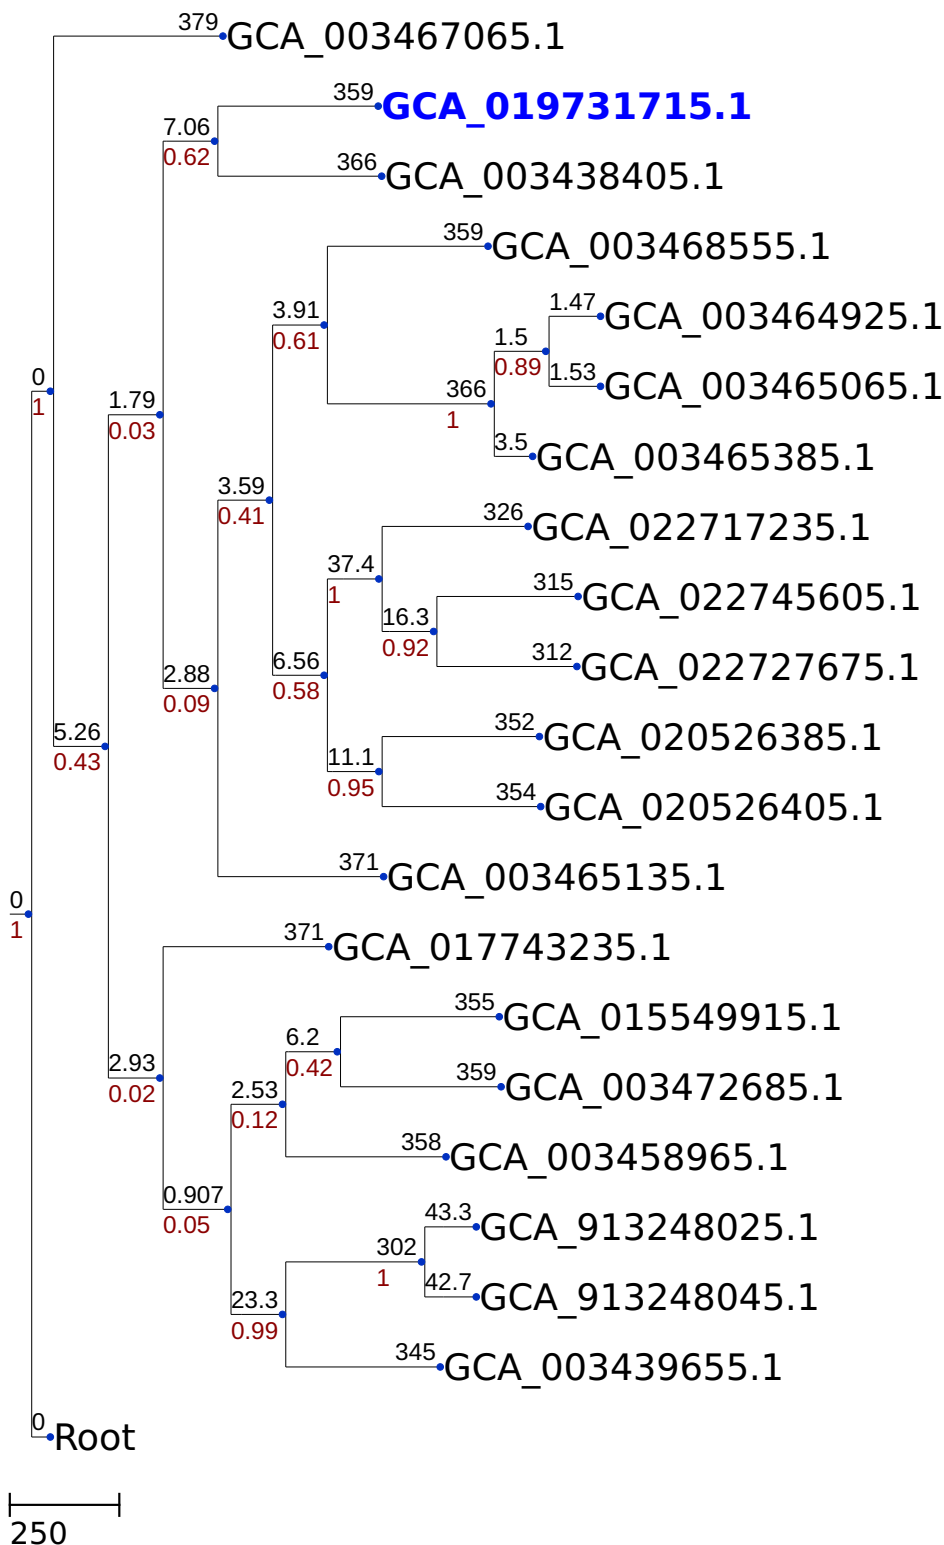 379
GCA_003467065.1
359
GCA_019731715.1
7.06
0.62
366
GCA_003438405.1
359
GCA_003468555.1
3.91
0.61
1.47
GCA_003464925.1
1.5
0.89
1.53
GCA_003465065.1
0
1
366
1
1.79
0.03
3.5
GCA_003465385.1
3.59
0.41
326
GCA_022717235.1
37.4
1
315
GCA_022745605.1
16.3
0.92
312
GCA_022727675.1
2.88
0.09
6.56
0.58
5.26
0.43
352
GCA_020526385.1
11.1
0.95
354
GCA_020526405.1
371
GCA_003465135.1
0
1
371
GCA_017743235.1
355
GCA_015549915.1
6.2
0.42
2.93
0.02
359
GCA_003472685.1
2.53
0.12
358
GCA_003458965.1
0.907
0.05
43.3
GCA_913248025.1
302
1
42.7
GCA_913248045.1
23.3
0.99
345
GCA_003439655.1
0
Root
250